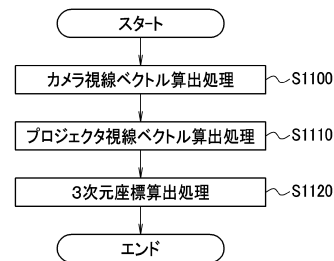 スタート
カメラ視線ベクトル算出処理 S1100
プロジェクタ視線ベクトル算出処理 S1110
3次元座標算出処理 S1120
エンド